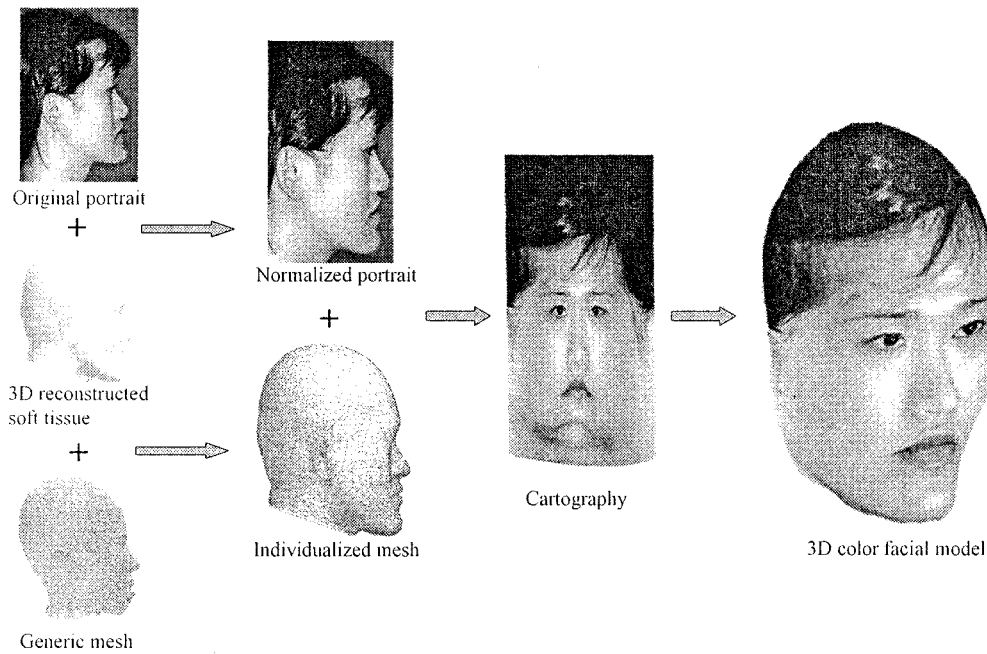 Original portrait
+
Normalized portrait
+
3D reconstructed
soft tissue
+
Individualized mesh
Cartography
3D color facial model
Generic mesh